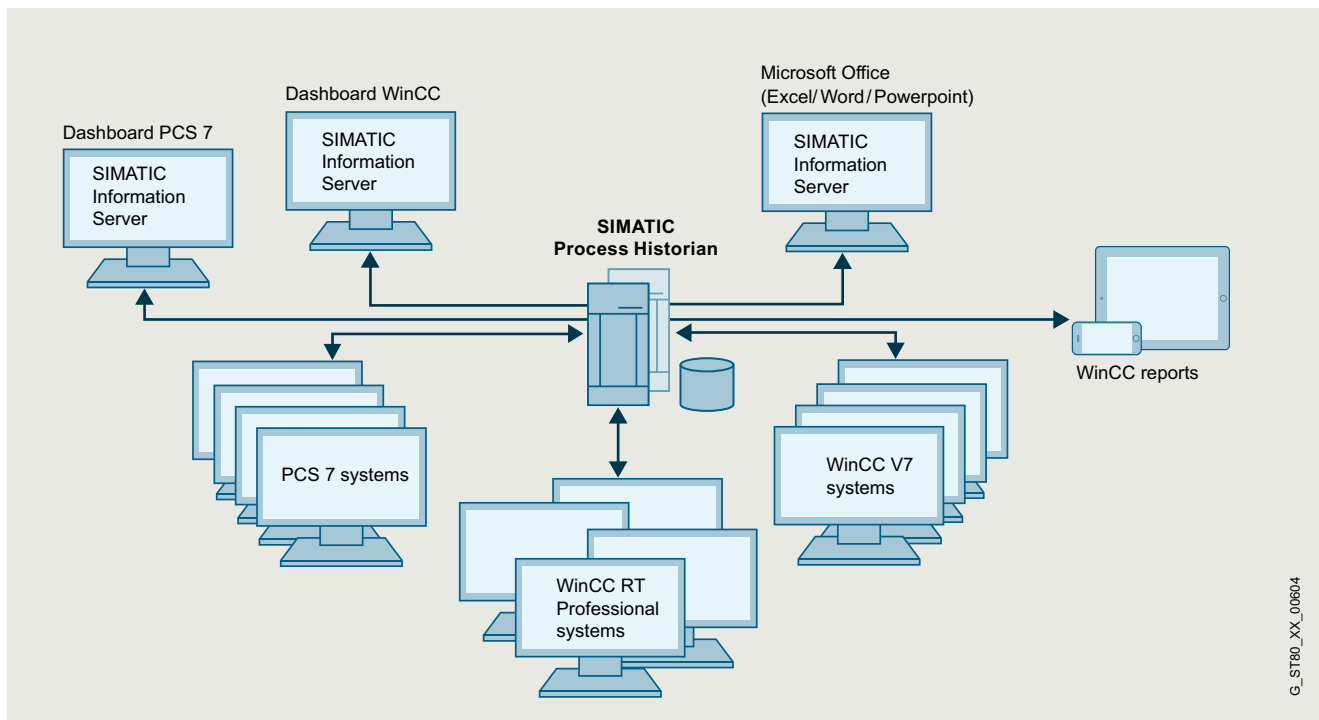 Microsoft Office
(Excel/ Word / Powerpoint)
Dashboard WinCC
Dashboard PCS 7
SIMATIC
Information
Server
SIMATIC
Information
Server
SIMATIC
Information
Server
SIMATIC
Process Historian
WinCC reports
PCS 7 systems
WinCC V7
systems
WinCC RT
Professional
systems
G_ST80_XX_00604